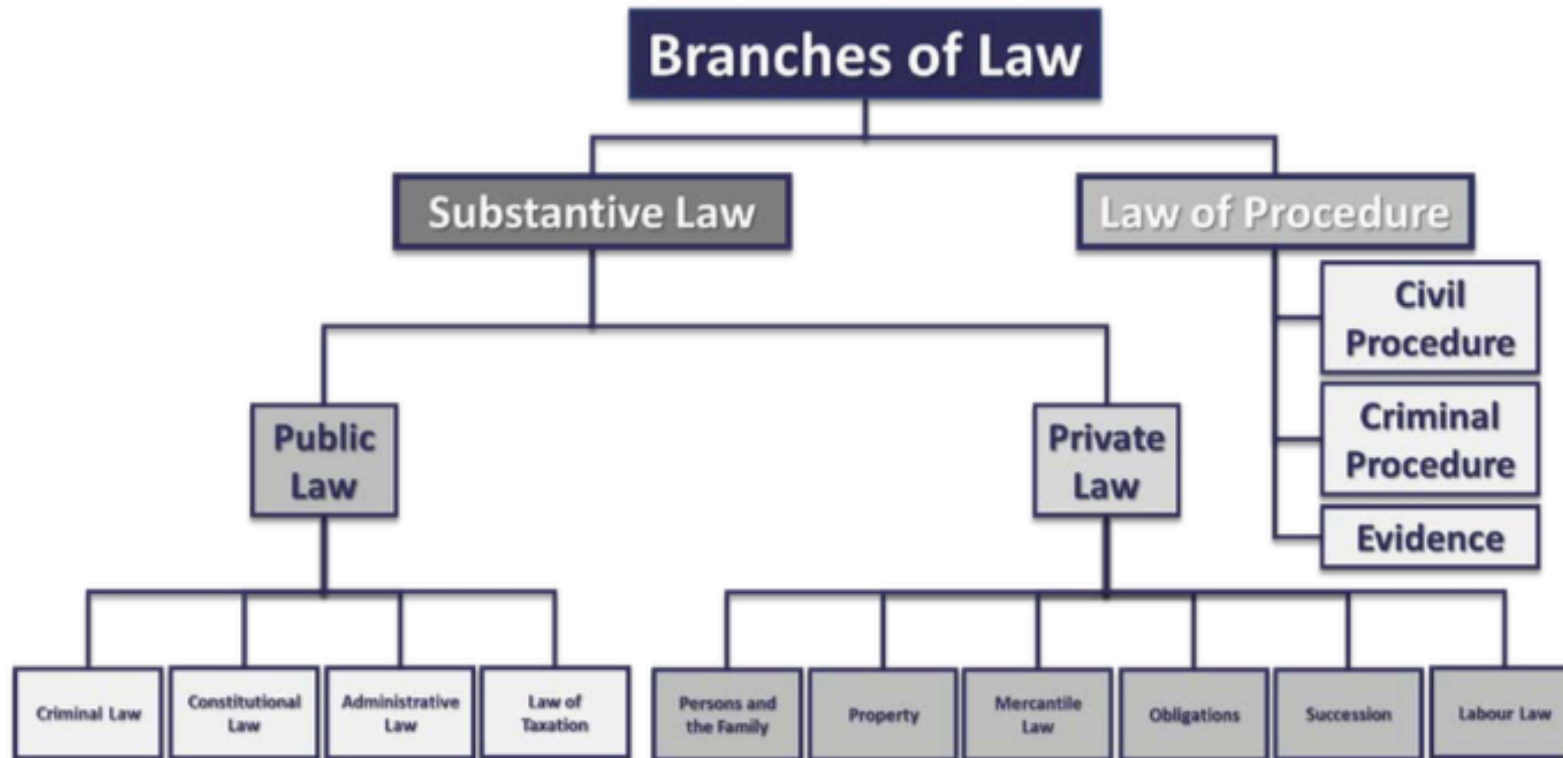 Branches of Law
Substantive Law
Law of Procedure
Civil
Procedure
Criminal
Procedure
Evidence
Public
Law
Private
Law
Criminal Law
Constitutional
Law
Administrative
Law
Law of
Taxation
Persons and
the Family
Property
Mercantile
Law
Obligations
Succession
Labour Law